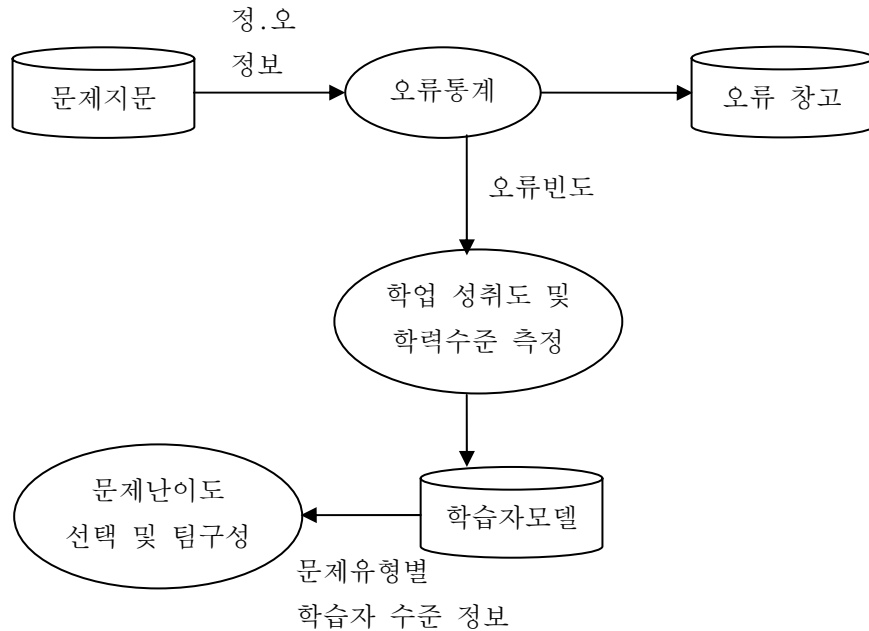 정.오
정보
문제지문
오류통계
오류 창고
오류빈도
학업 성취도 및
학력수준 측정
학습자모델
문제난이도
선택 및 팀구성
문제유형별
학습자 수준 정보